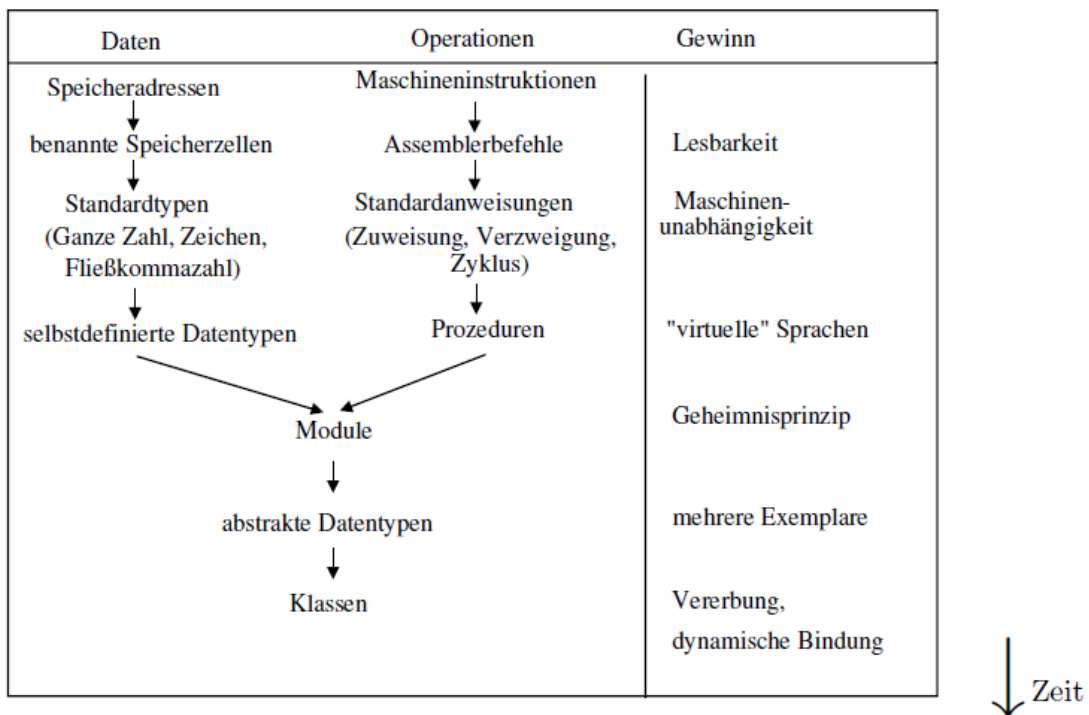 Daten Operationen Gewinn
Speicheradressen Maschineninstruktionen
benannte Speicherzellen Assemblerbefehle Lesbarkeit
Standardtypen Standardanweisungen Maschinen-
(Ganze Zahl, Zeichen, (Zuweisung, Verzweigung, unabhängigkeit
Fließkommazahl) Zyklus)
selbstdefinierte Datentypen Prozeduren "virtuelle" Sprachen
Module Geheimnisprinzip
abstrakte Datentypen mehrere Exemplare
Klassen Vererbung,
dynamische Bindung
Zeit